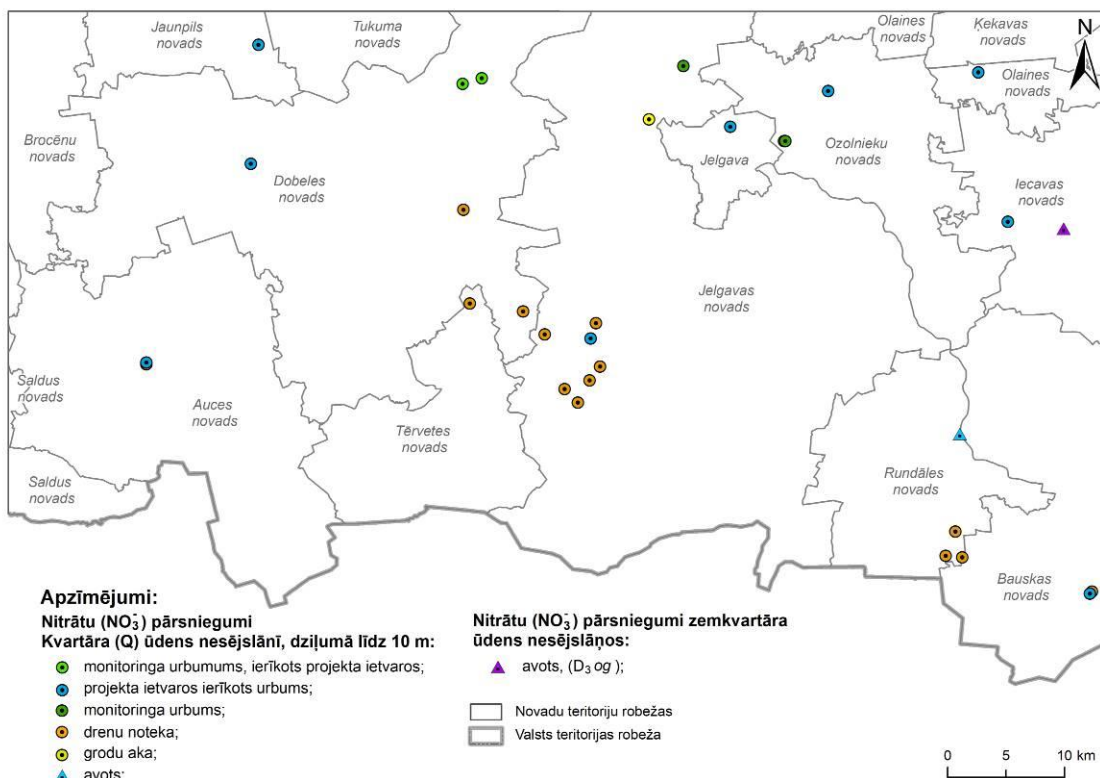 Jaunpils
novads
Tukuma
novads
Olaines
novads
Ķekavas
novads
N
Olaines
novads
Brocēnu
novads
Dobeles
novads
Jelgava
Ozolnieku
novads
Iecavas
novads
Jelgavas
novads
Saldus
novads
Auces
novads
Tērvetes
novads
Saldus
novads
Rundāles
novads
Bauskas
novads
Apzīmējumi:
Nitrātu (NO₃⁻) pārsniegumi
Kvartāra (Q) ūdens nesējslānī, dziļumā līdz 10 m:
monitoringa urbumums, ierīkots projekta ietvaros;
projekta ietvaros ierīkots urbums;
monitoringa urbums;
drenu noteka;
grodu aka;
avots;
Nitrātu (NO₃⁻) pārsniegumi zemkvartāra
ūdens nesējslāņos:
avots, (D₃ og );
Novadu teritoriju robežas
Valsts teritorijas robeža
0 5 10 km